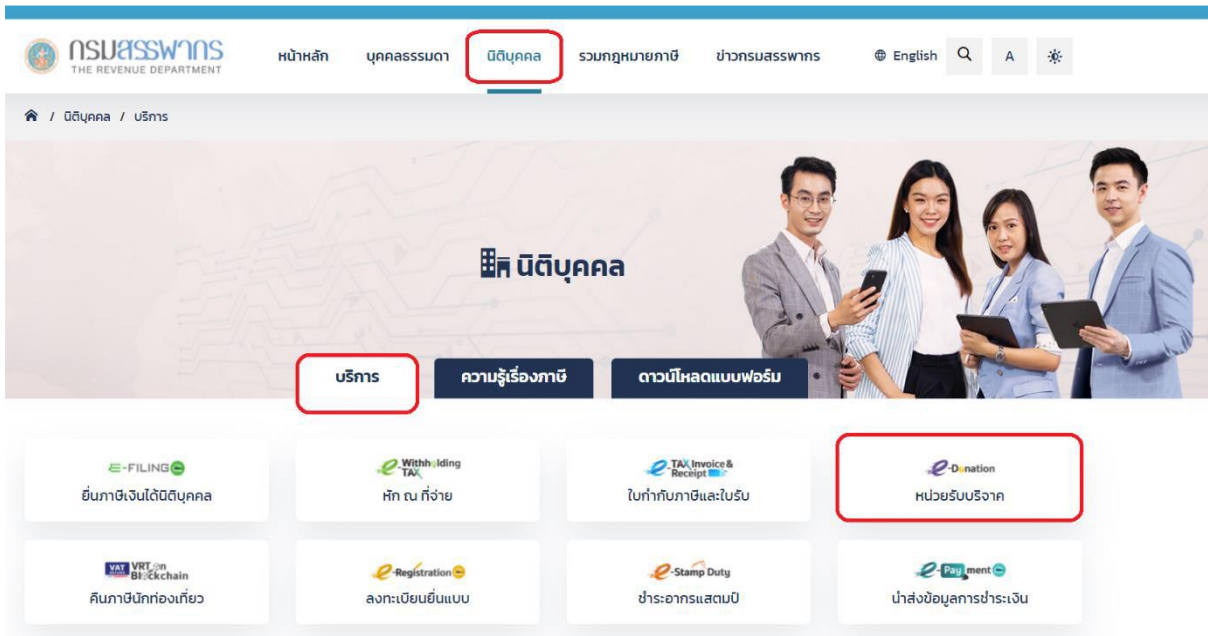 กรมสรรพากร
THE REVENUE DEPARTMENT
หน้าหลัก บุคคลธรรมดา นิติบุคคล รวมกฎหมายภาษี ข่าวกรมสรรพากร English A
/ นิติบุคคล / บริการ
นิติบุคคล
บริการ ความรู้เรื่องภาษี ดาวน์โหลดแบบฟอร์ม
E-FILING
ยื่นภาษีเงินได้นิติบุคคล
e-Withholding TAX
หัก ณ ที่จ่าย
e-TAX Invoice & Receipt
ใบกำกับภาษีและใบรับ
e-Donation
หน่วยรับบริจาค
VAT VRT on Blockchain
คืนภาษีนักท่องเที่ยว
e-Registration
ลงทะเบียนยื่นแบบ
e-Stamp Duty
ชำระอากรแสตมป์
e-Payment
นำส่งข้อมูลการชำระเงิน